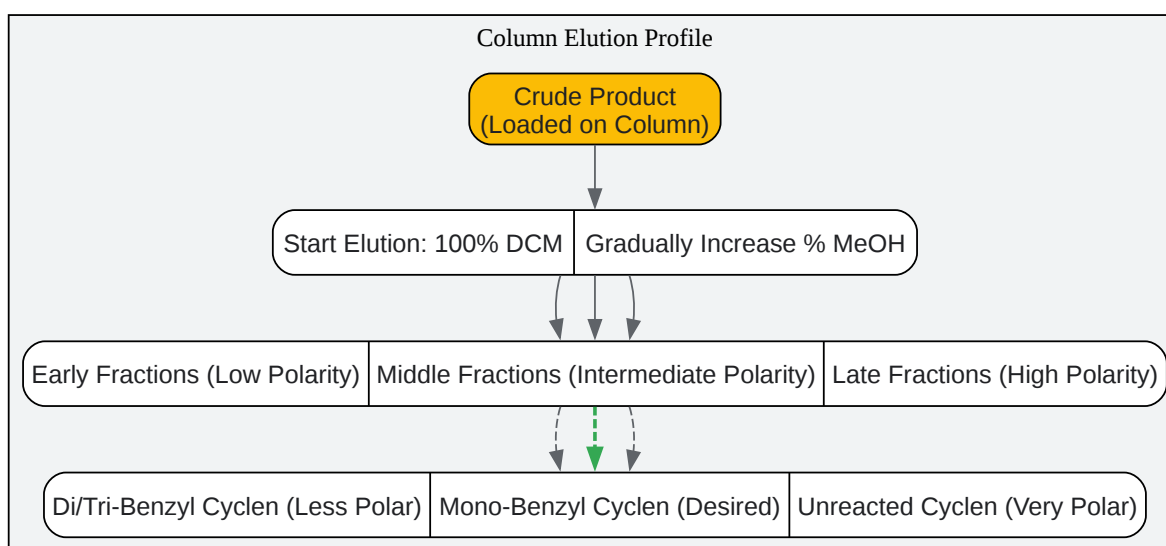 Column Elution Profile
Crude Product
(Loaded on Column)
Start Elution: 100% DCM
Gradually Increase % MeOH
Early Fractions (Low Polarity)
Middle Fractions (Intermediate Polarity)
Late Fractions (High Polarity)
Di/Tri-Benzyl Cyclen (Less Polar)
Mono-Benzyl Cyclen (Desired)
Unreacted Cyclen (Very Polar)